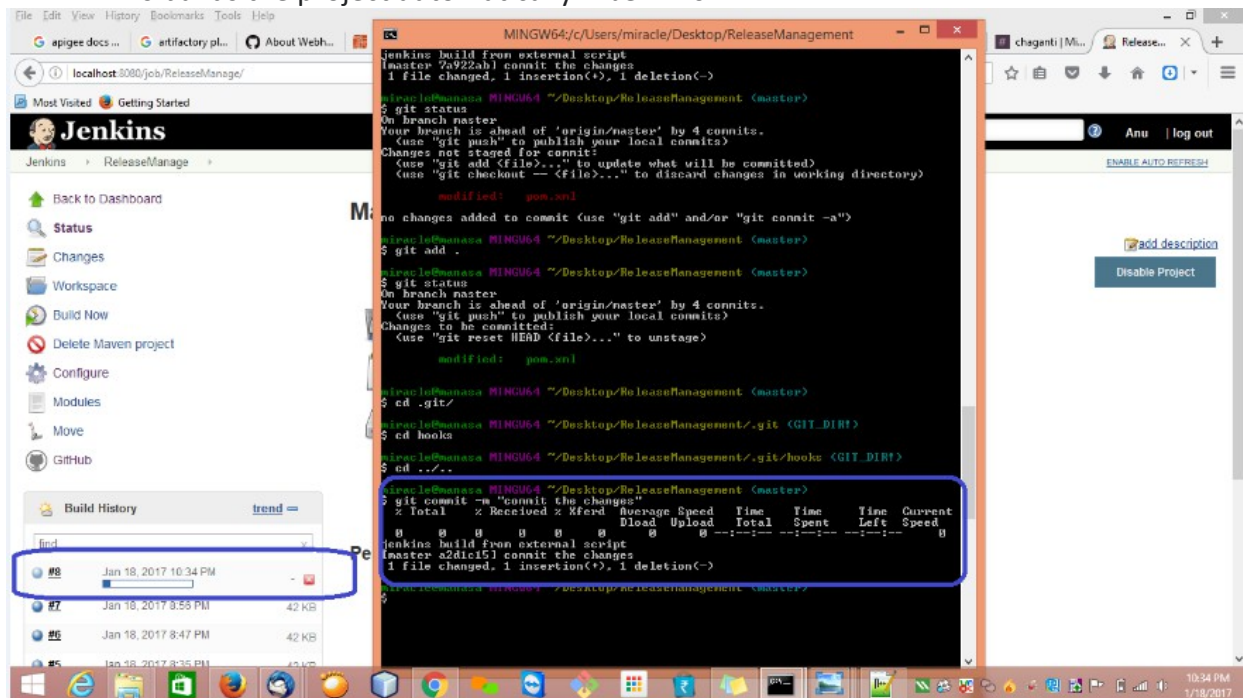 File Edit View History Bookmarks Tools Help
apigee docs ...
artifactory pl...
About Webh...
chaganti | Mi...
Release...
localhost:8080/job/ReleaseManage/
Most Visited Getting Started
Jenkins
Anu | log out
Jenkins › ReleaseManage ›
ENABLE AUTO REFRESH
Back to Dashboard
Status
Changes
Workspace
Build Now
Delete Maven project
Configure
Modules
Move
GitHub
add description
Disable Project
Build History trend
find x
#8 Jan 18, 2017 10:34 PM
#7 Jan 18, 2017 8:56 PM 42 KB
#6 Jan 18, 2017 8:47 PM 42 KB
#5 Jan 18, 2017 8:35 PM 42 KB
Ma
Pe
MINGW64:/c/Users/miracle/Desktop/ReleaseManagement
jenkins build from external script
[master 7a922ab] commit the changes
1 file changed, 1 insertion(+), 1 deletion(-)
miracle@manasa MINGW64 ~/Desktop/ReleaseManagement (master)
$ git status
On branch master
Your branch is ahead of 'origin/master' by 4 commits.
(use "git push" to publish your local commits)
Changes not staged for commit:
(use "git add <file>..." to update what will be committed)
(use "git checkout -- <file>..." to discard changes in working directory)
modified: pom.xml
no changes added to commit (use "git add" and/or "git commit -a")
miracle@manasa MINGW64 ~/Desktop/ReleaseManagement (master)
$ git add .
miracle@manasa MINGW64 ~/Desktop/ReleaseManagement (master)
$ git status
On branch master
Your branch is ahead of 'origin/master' by 4 commits.
(use "git push" to publish your local commits)
Changes to be committed:
(use "git reset HEAD <file>..." to unstage)
modified: pom.xml
miracle@manasa MINGW64 ~/Desktop/ReleaseManagement (master)
$ cd .git/
miracle@manasa MINGW64 ~/Desktop/ReleaseManagement/.git (GIT_DIR!)
$ cd hooks
miracle@manasa MINGW64 ~/Desktop/ReleaseManagement/.git/hooks (GIT_DIR!)
$ cd ../..
miracle@manasa MINGW64 ~/Desktop/ReleaseManagement (master)
$ git commit -m "commit the changes"
% Total % Received % Xferd Average Speed Time Time Time Current
Dload Upload Total Spent Left Speed
0 0 0 0 0 0 0 0 --:--:-- --:--:-- --:--:-- 0
jenkins build from external script
[master a2d1c15] commit the changes
1 file changed, 1 insertion(+), 1 deletion(-)
miracle@manasa MINGW64 ~/Desktop/ReleaseManagement (master)
$
10:34 PM
1/18/2017